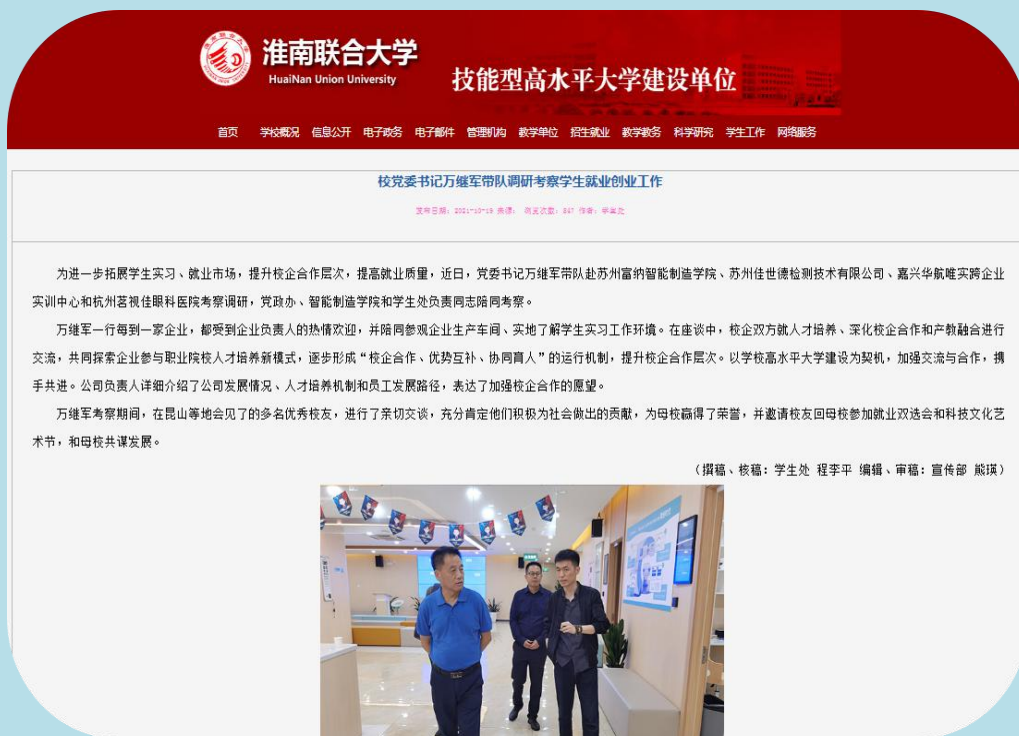 淮南联合大学
HuaiNan Union University
技能型高水平大学建设单位
首页 学校概况 信息公开 电子政务 电子邮件 管理机构 教学单位 招生就业 教学教务 科学研究 学生工作 网络服务
校党委书记万继军带队调研考察学生就业创业工作
发布日期：2021-10-19 来源： 浏览次数：847 作者：学生处
为进一步拓展学生实习、就业市场，提升校企合作层次，提高就业质量，近日，党委书记万继军带队赴苏州富纳智能制造学院、苏州佳世德检测技术有限公司、嘉兴华航唯实跨企业
实训中心和杭州茗视佳眼科医院考察调研，党政办、智能制造学院和学生处负责同志陪同考察。
万继军一行每到一家企业，都受到企业负责人的热情欢迎，并陪同参观企业生产车间、实地了解学生实习工作环境。在座谈中，校企双方就人才培养、深化校企合作和产教融合进行
交流，共同探索企业参与职业院校人才培养新模式，逐步形成“校企合作、优势互补、协同育人”的运行机制，提升校企合作层次。以学校高水平大学建设为契机，加强交流与合作，携
手共进。公司负责人详细介绍了公司发展情况、人才培养机制和员工发展路径，表达了加强校企合作的愿望。
万继军考察期间，在昆山等地会见了的多名优秀校友，进行了亲切交谈，充分肯定他们积极为社会做出的贡献，为母校赢得了荣誉，并邀请校友回母校参加就业双选会和科技文化艺
术节，和母校共谋发展。
（撰稿、核稿：学生处 程李平 编辑、审稿：宣传部 熊瑛）